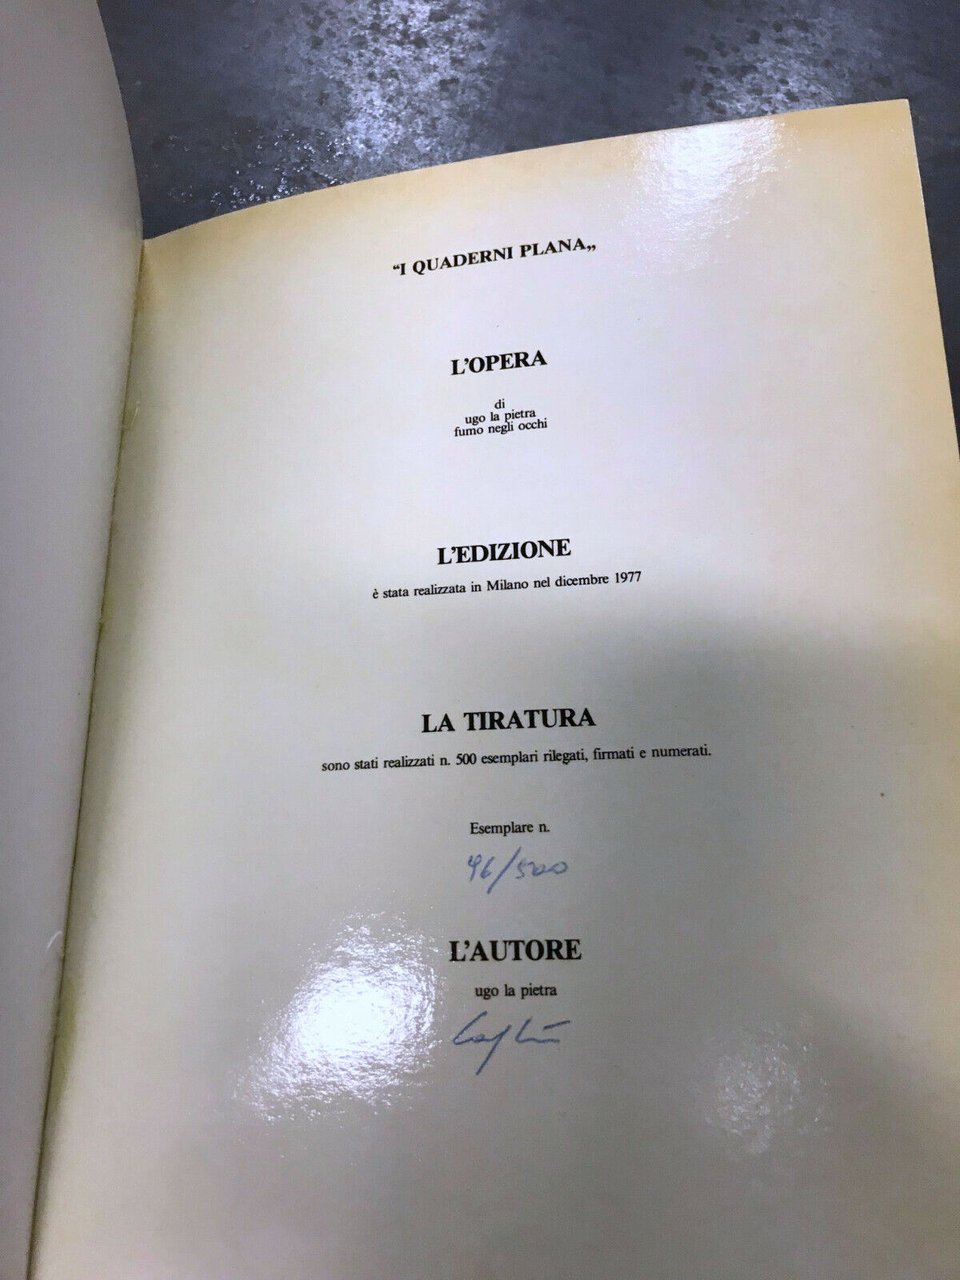 “I QUADERNI PLANA„
L'OPERA
di
ugo la pietra
fumo negli occhi
L'EDIZIONE
è stata realizzata in Milano nel dicembre 1977
LA TIRATURA
sono stati realizzati n. 500 esemplari rilegati, firmati e numerati.
Esemplare n.
96/500
L'AUTORE
ugo la pietra